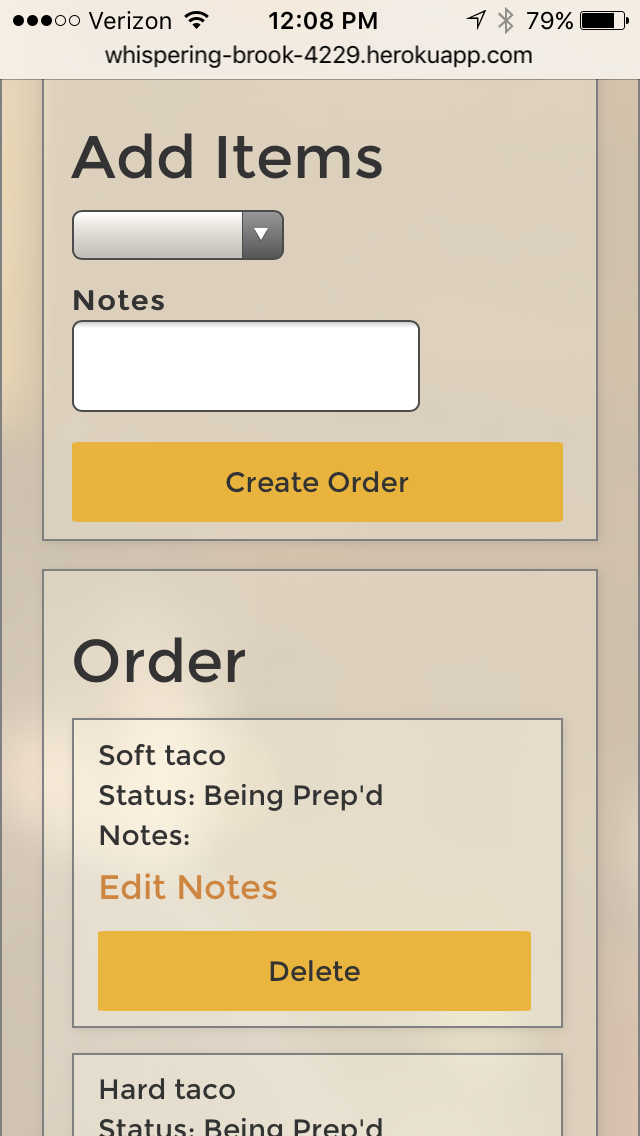 Verizon 12:08 PM 79%
whispering-brook-4229.herokuapp.com
Add Items
Notes
Create Order
Order
Soft taco
Status: Being Prep'd
Notes:
Edit Notes
Delete
Hard taco
Status: Being Prep'd